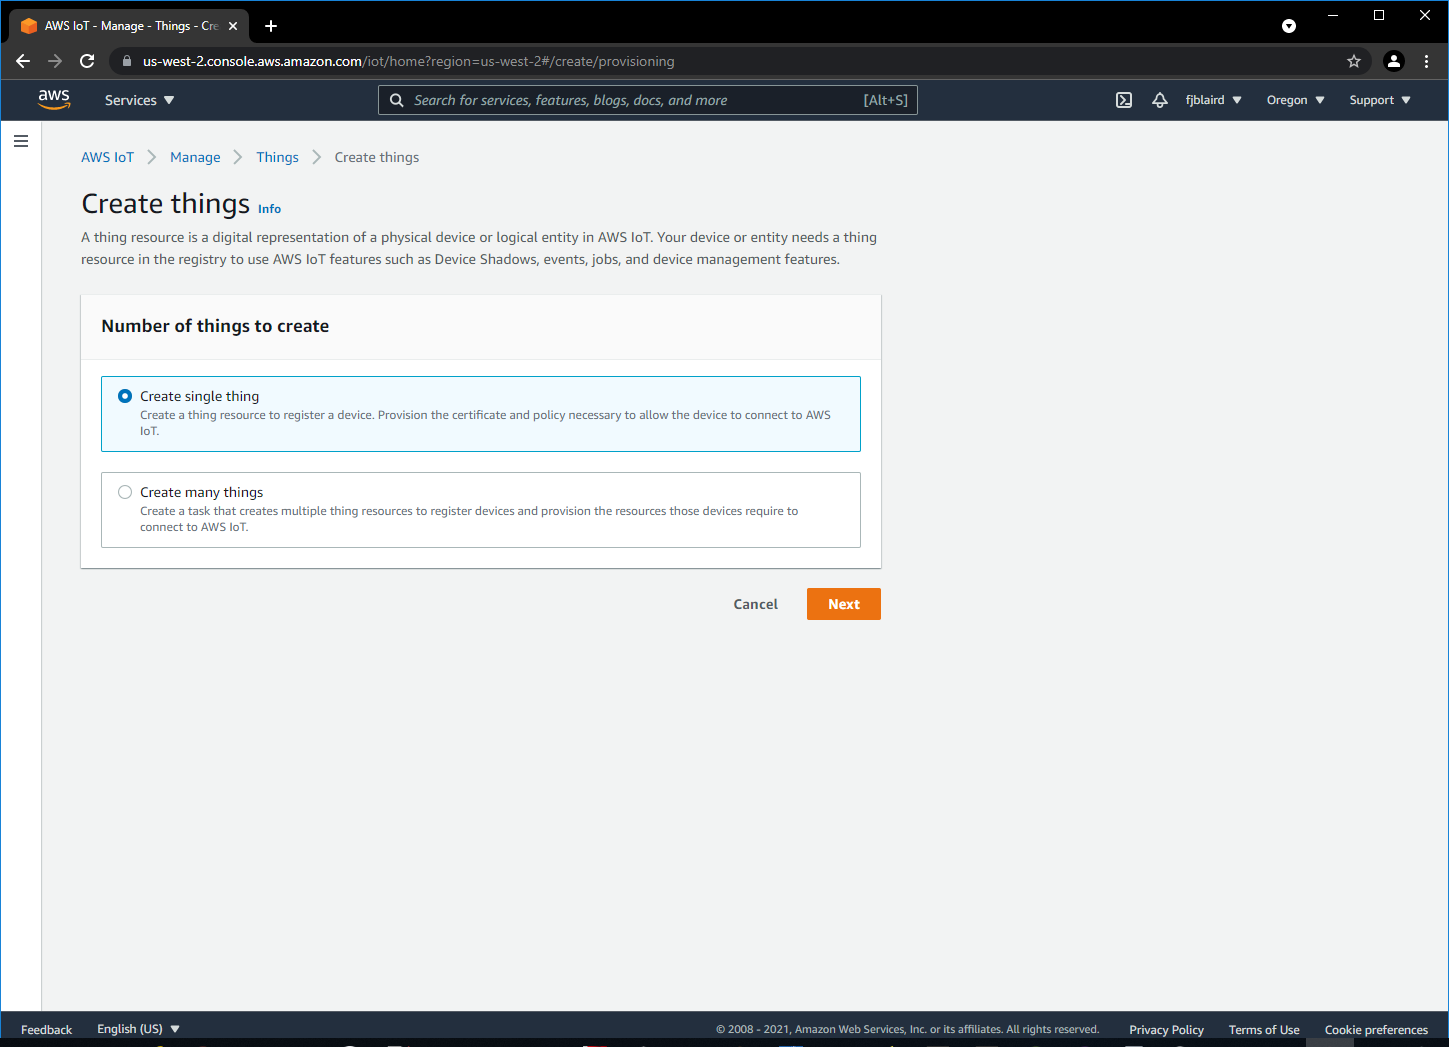 AWS IoT - Manage - Things - Cre
us-west-2.console.aws.amazon.com/iot/home?region=us-west-2#/create/provisioning
aws
Services
Search for services, features, blogs, docs, and more
[Alt+S]
fjblaird
Oregon
Support
AWS IoT
Manage
Things
Create things
Create things Info
A thing resource is a digital representation of a physical device or logical entity in AWS IoT. Your device or entity needs a thing
resource in the registry to use AWS IoT features such as Device Shadows, events, jobs, and device management features.
Number of things to create
Create single thing
Create a thing resource to register a device. Provision the certificate and policy necessary to allow the device to connect to AWS
IoT.
Create many things
Create a task that creates multiple thing resources to register devices and provision the resources those devices require to
connect to AWS IoT.
Cancel
Next
Feedback
English (US)
© 2008 - 2021, Amazon Web Services, Inc. or its affiliates. All rights reserved.
Privacy Policy
Terms of Use
Cookie preferences